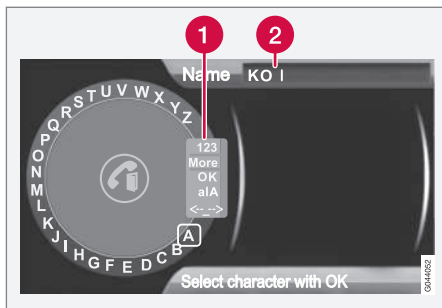 1
2
Name KO I
A B C D E F G H I J K L M N O P Q R S T U V W X Y Z
123
More
OK
a|A
<--_-->
Select character with OK
G044052